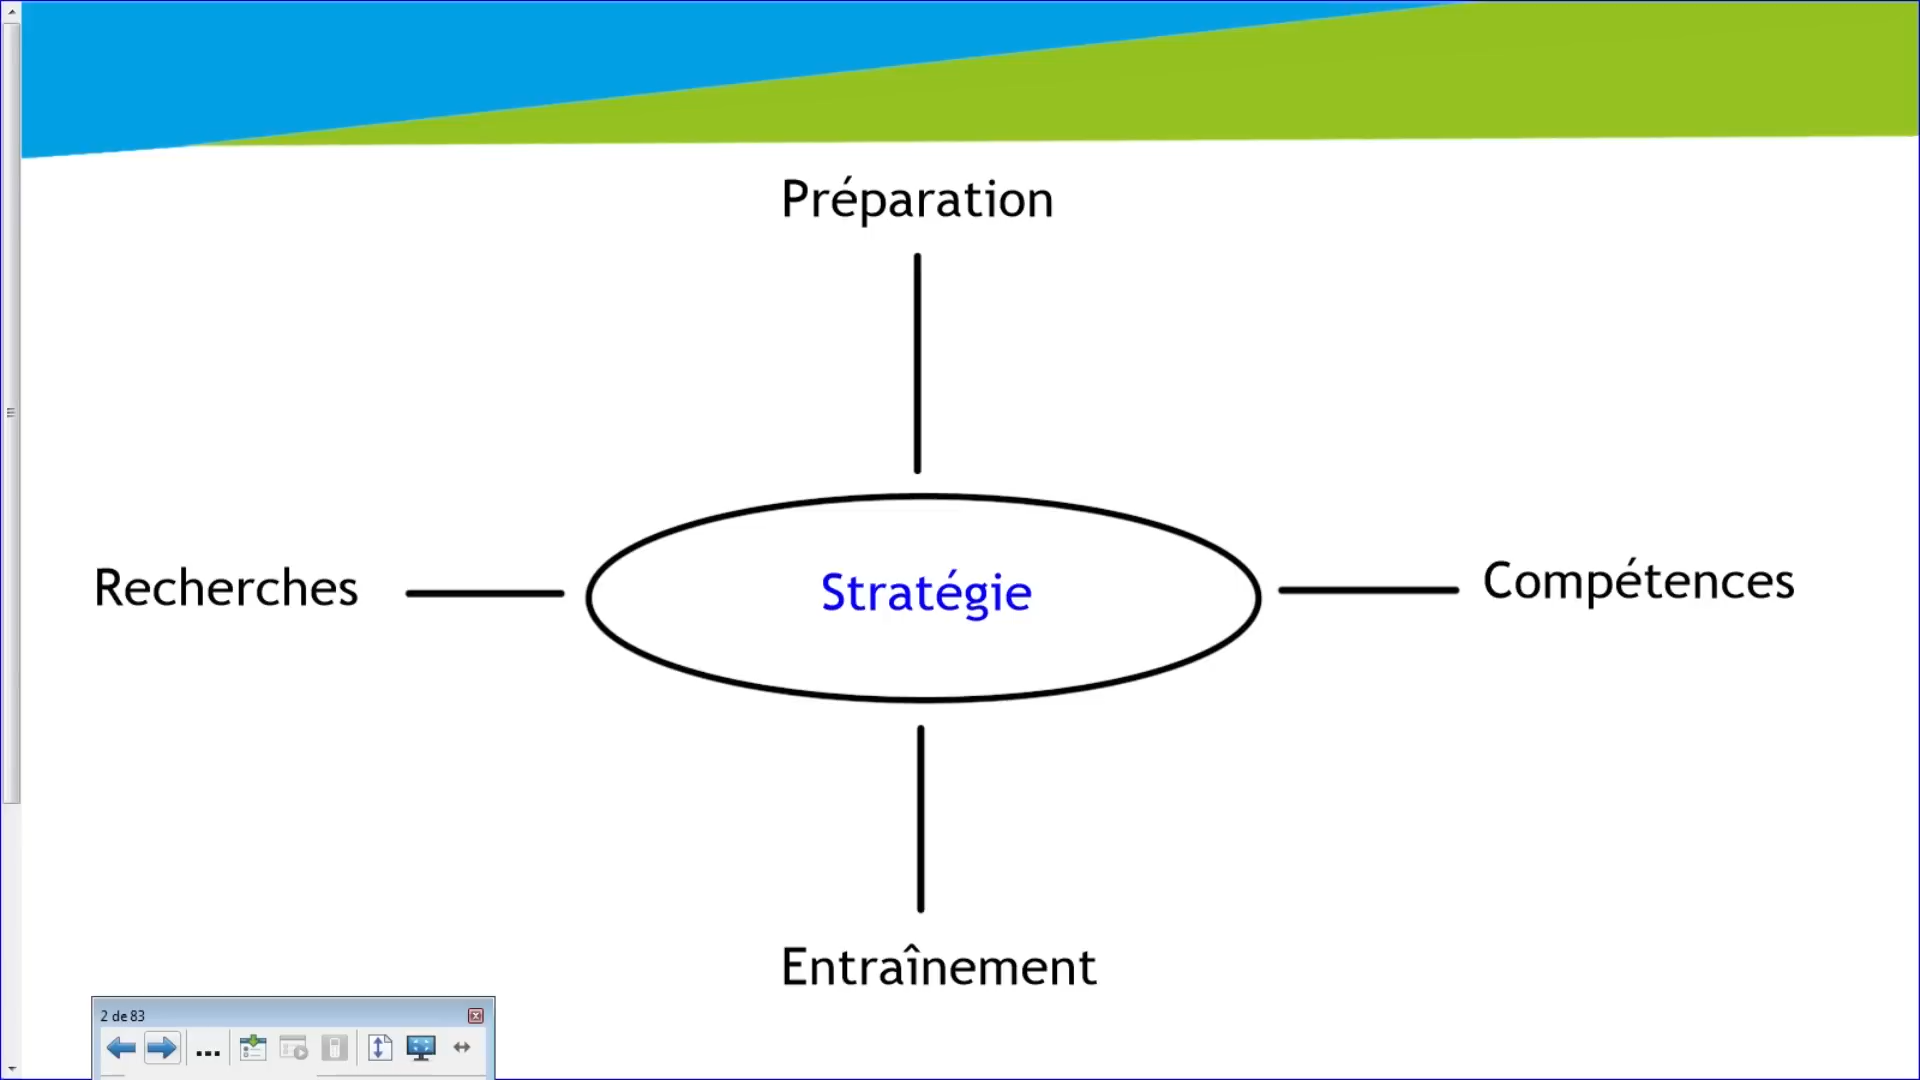 Préparation
Recherches
Stratégie
Compétences
Entraînement
2 de 83